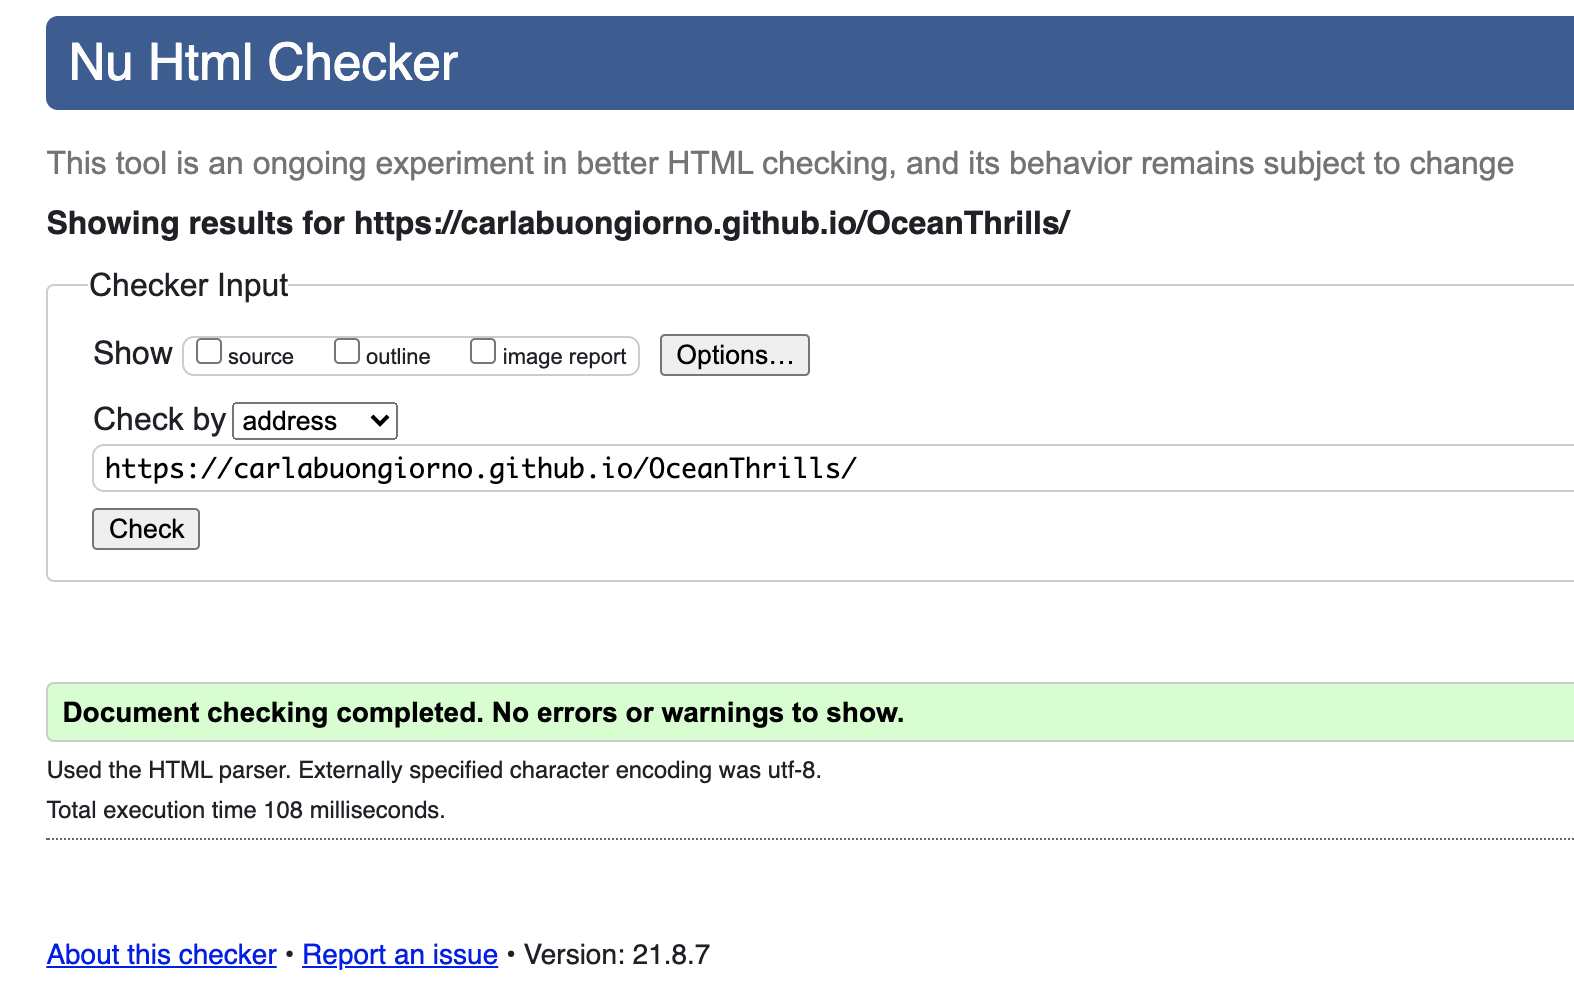 Nu Html Checker
This tool is an ongoing experiment in better HTML checking, and its behavior remains subject to change
Showing results for https://carlabuongiorno.github.io/OceanThrills/
Checker Input
Show source outline image report Options...
Check by address
https://carlabuongiorno.github.io/OceanThrills/
Check
Document checking completed. No errors or warnings to show.
Used the HTML parser. Externally specified character encoding was utf-8.
Total execution time 108 milliseconds.
About this checker • Report an issue • Version: 21.8.7